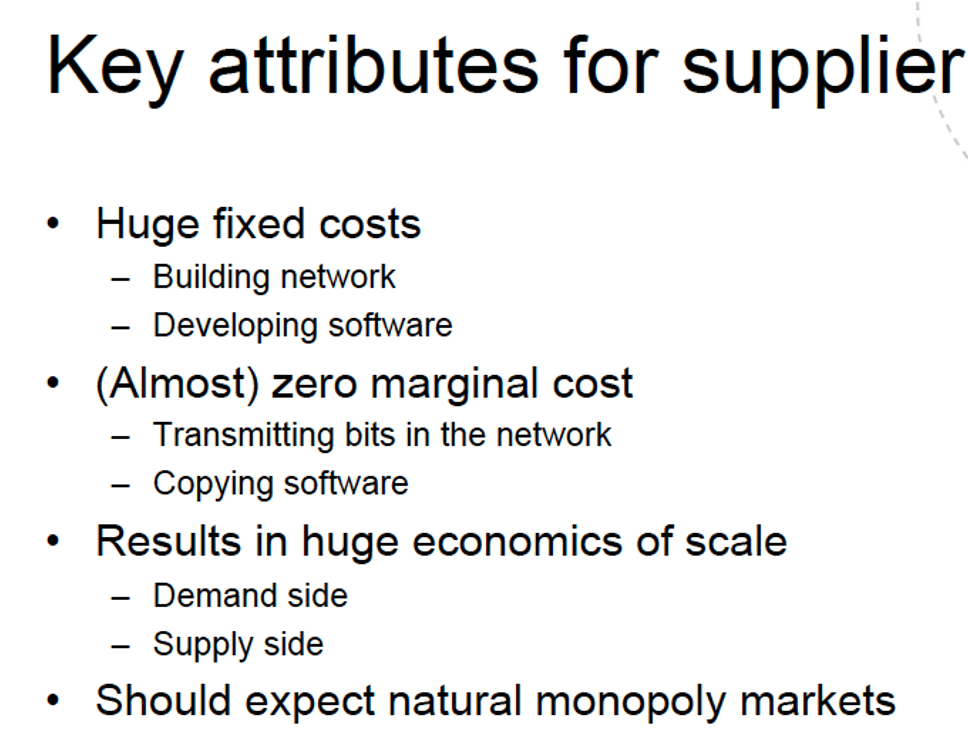 Key attributes for supplier
• Huge fixed costs
– Building network
– Developing software
• (Almost) zero marginal cost
– Transmitting bits in the network
– Copying software
• Results in huge economics of scale
– Demand side
– Supply side
• Should expect natural monopoly markets